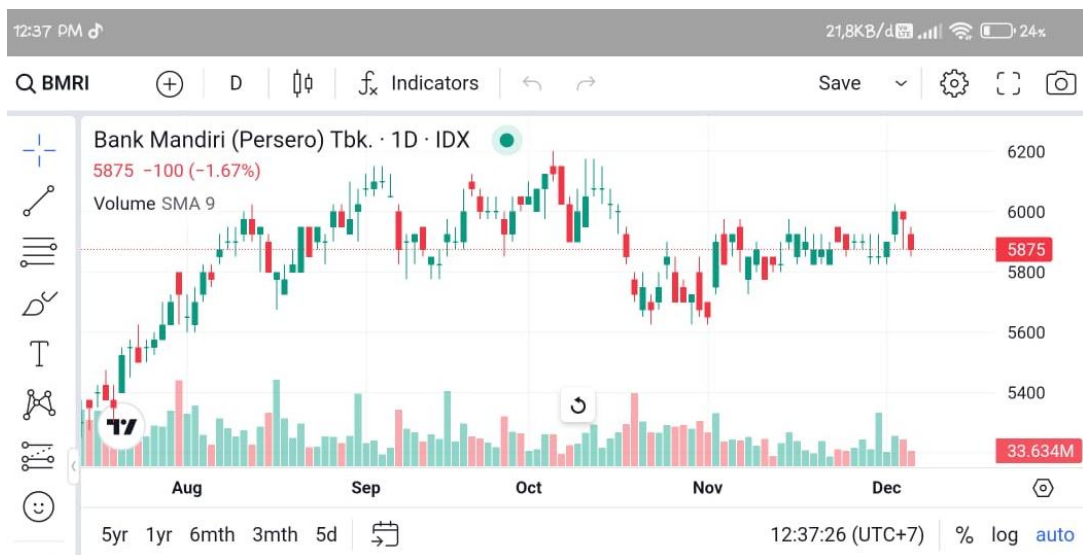 12:37 PM
21,8KB/d 24%
BMRI D Indicators Save
Bank Mandiri (Persero) Tbk. · 1D · IDX
5875 −100 (−1.67%)
Volume SMA 9
6200
6000
5875
5800
5600
5400
33.634M
Aug Sep Oct Nov Dec
5yr 1yr 6mth 3mth 5d 12:37:26 (UTC+7) % log auto